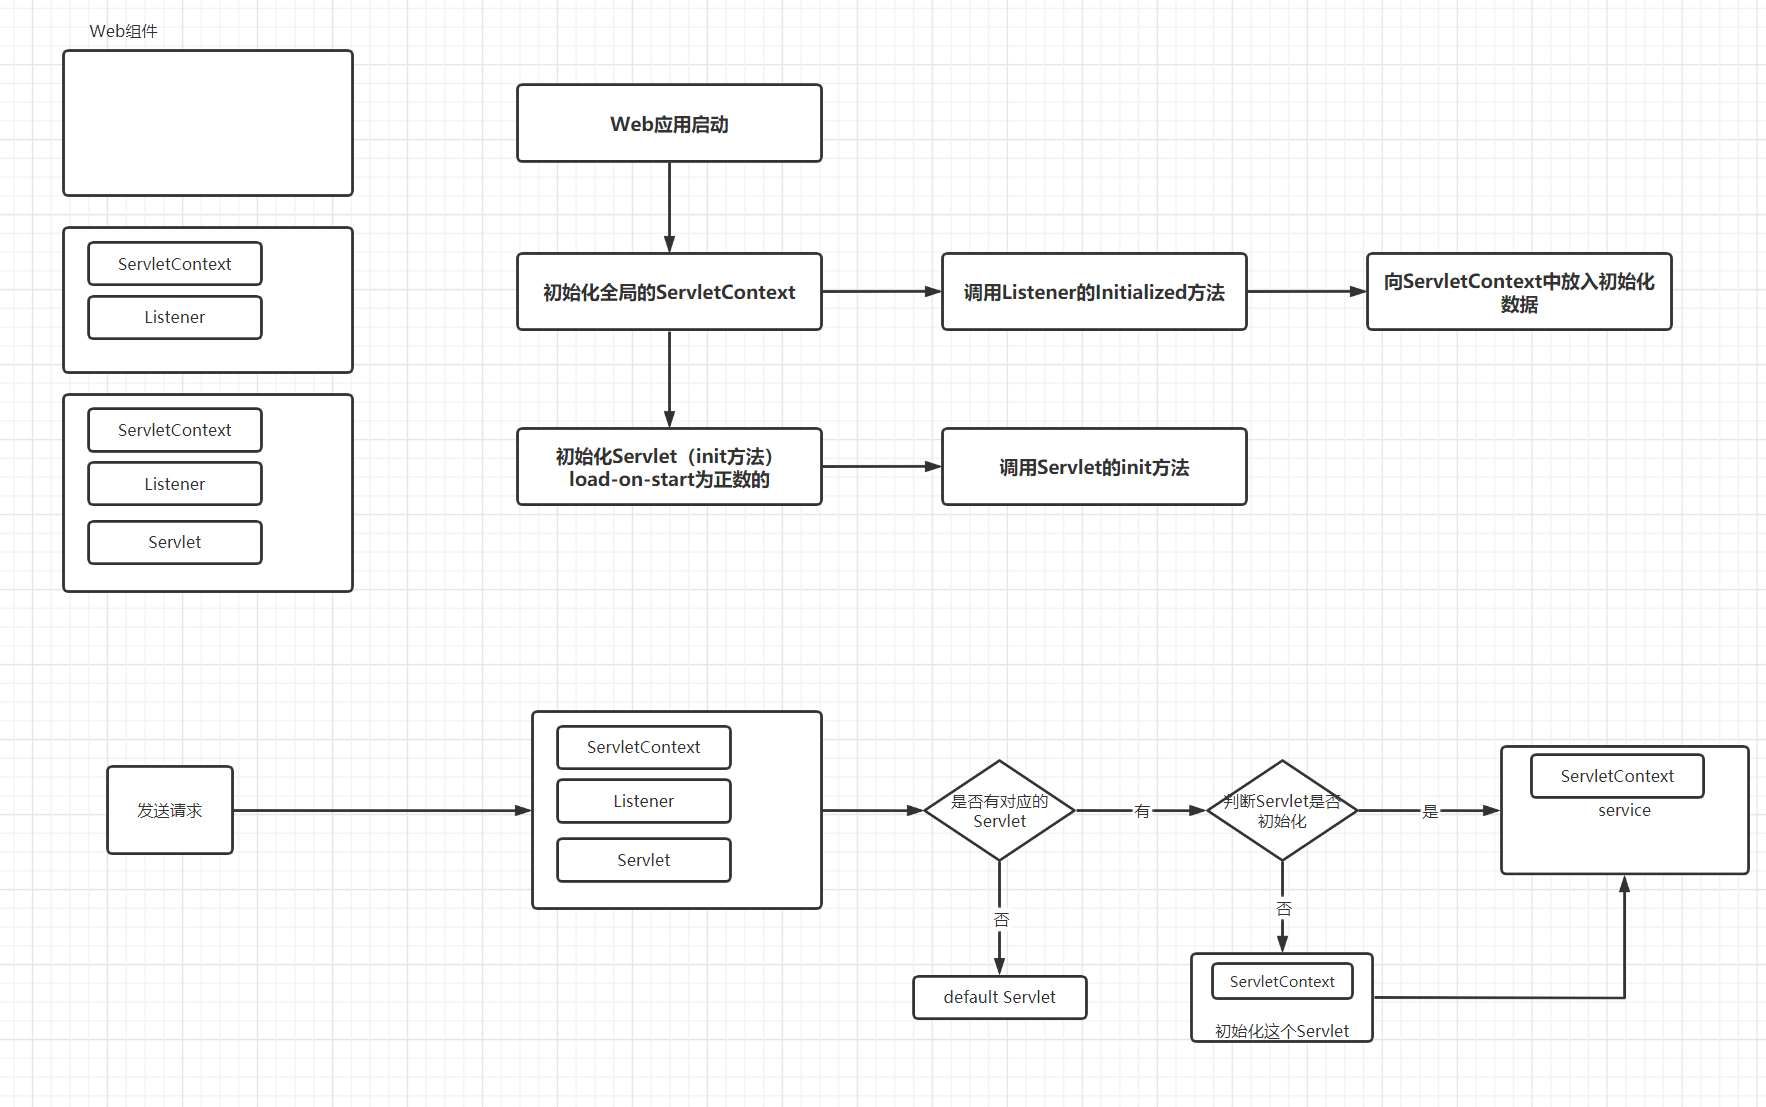 Web组件
Web应用启动
ServletContext
Listener
初始化全局的ServletContext
调用Listener的Initialized方法
向ServletContext中放入初始化
数据
ServletContext
Listener
Servlet
初始化Servlet（init方法）
load-on-start为正数的
调用Servlet的init方法
发送请求
ServletContext
Listener
Servlet
是否有对应的
Servlet
有
判断Servlet是否
初始化
是
ServletContext
service
否
default Servlet
否
ServletContext
初始化这个Servlet